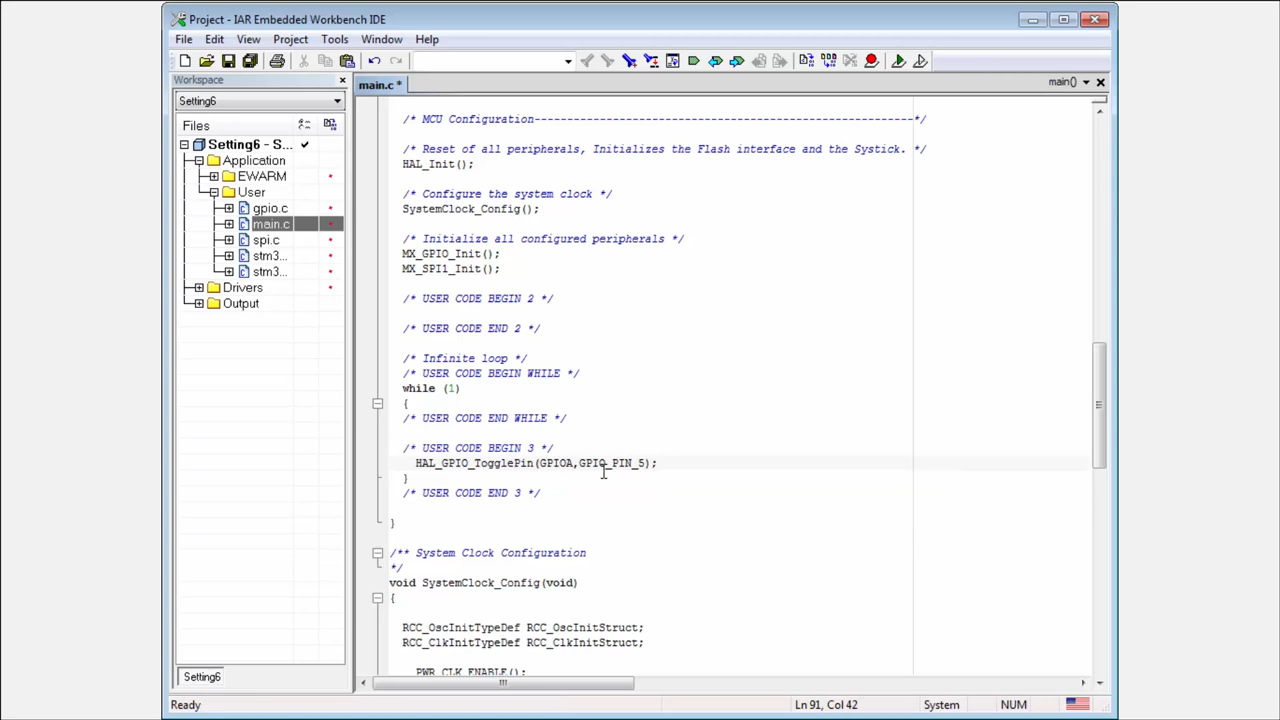 Project - IAR Embedded Workbench IDE
File Edit View Project Tools Window Help
Workspace
main.c *
main()
Setting6
Files
Setting6 - S...
Application
EWARM
User
gpio.c
main.c
spi.c
stm3...
stm3...
Drivers
Output
Setting6
/* MCU Configuration----------------------------------------------------------*/
/* Reset of all peripherals, Initializes the Flash interface and the Systick. */
HAL_Init();
/* Configure the system clock */
SystemClock_Config();
/* Initialize all configured peripherals */
MX_GPIO_Init();
MX_SPI1_Init();
/* USER CODE BEGIN 2 */
/* USER CODE END 2 */
/* Infinite loop */
/* USER CODE BEGIN WHILE */
while (1)
{
/* USER CODE END WHILE */
/* USER CODE BEGIN 3 */
HAL_GPIO_TogglePin(GPIOA,GPIO_PIN_5);
}
/* USER CODE END 3 */
}
/** System Clock Configuration
*/
void SystemClock_Config(void)
{
RCC_OscInitTypeDef RCC_OscInitStruct;
RCC_ClkInitTypeDef RCC_ClkInitStruct;
PWR_CLK_ENABLE();
Ready
Ln 91, Col 42
System
NUM